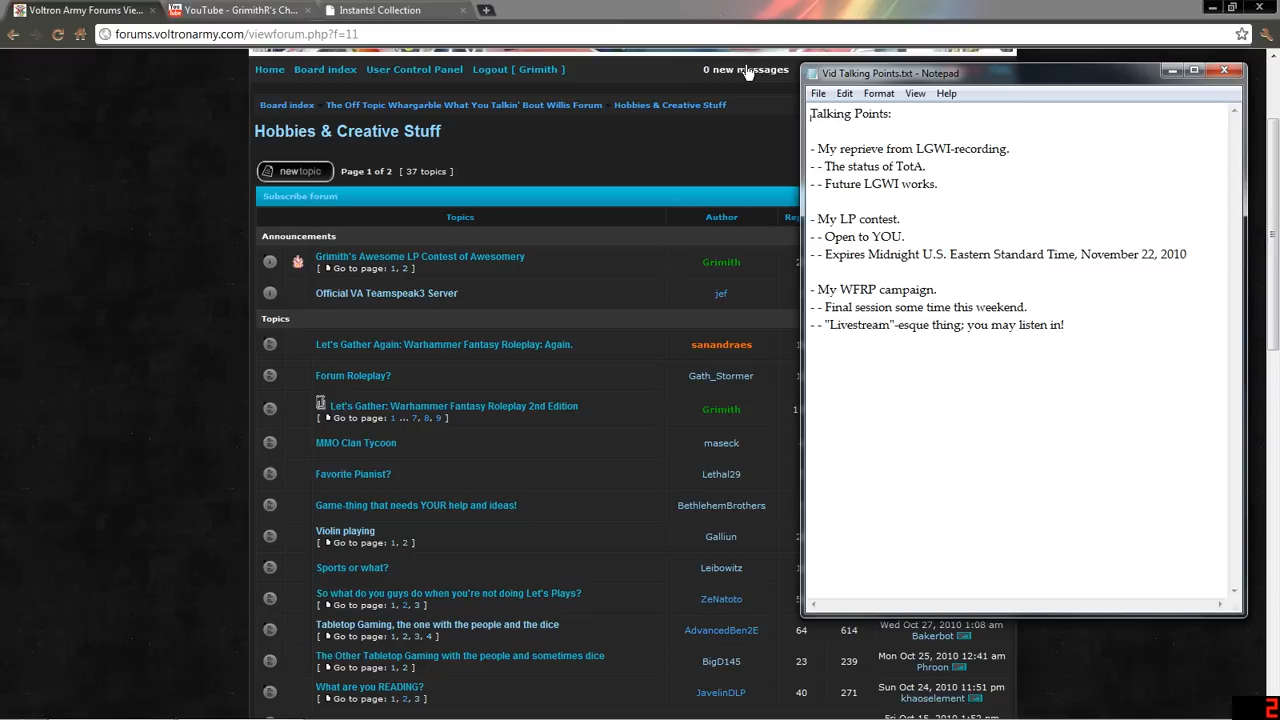 Voltron Army Forums Vie...
YouTube - GrimithR's Ch...
Instants! Collection
forums.voltronarmy.com/viewforum.php?f=11
Home Board index User Control Panel Logout [ Grimith ] 0 new messages
Board index ‹ The Off Topic Whargarble What You Talkin' Bout Willis Forum ‹ Hobbies & Creative Stuff
Hobbies & Creative Stuff
newtopic Page 1 of 2 [ 37 topics ]
Subscribe forum
Topics Author
Announcements
Grimith's Awesome LP Contest of Awesomery Grimith
[ Go to page: 1, 2 ]
Official VA Teamspeak3 Server jef
Topics
Let's Gather Again: Warhammer Fantasy Roleplay: Again. sanandraes
Forum Roleplay? Gath_Stormer
Let's Gather: Warhammer Fantasy Roleplay 2nd Edition Grimith
[ Go to page: 1 ... 7, 8, 9 ]
MMO Clan Tycoon maseck
Favorite Pianist? Lethal29
Game-thing that needs YOUR help and ideas! BethlehemBrothers
Violin playing Galliun
[ Go to page: 1, 2 ]
Sports or what? Leibowitz
So what do you guys do when you're not doing Let's Plays? ZeNatoto
[ Go to page: 1, 2, 3 ]
Tabletop Gaming, the one with the people and the dice AdvancedBen2E 64 614 Wed Oct 27, 2010 1:08 am
[ Go to page: 1, 2, 3, 4 ] Bakerbot
The Other Tabletop Gaming with the people and sometimes dice BigD145 23 239 Mon Oct 25, 2010 12:41 am
[ Go to page: 1, 2 ] Phroon
What are you READING? JavelinDLP 40 271 Sun Oct 24, 2010 11:51 pm
[ Go to page: 1, 2, 3 ] khaoselement
Vid Talking Points.txt - Notepad
File Edit Format View Help
Talking Points:
- My reprieve from LGWI-recording.
- - The status of TotA.
- - Future LGWI works.
- My LP contest.
- - Open to YOU.
- - Expires Midnight U.S. Eastern Standard Time, November 22, 2010
- My WFRP campaign.
- - Final session some time this weekend.
- - "Livestream"-esque thing; you may listen in!
2